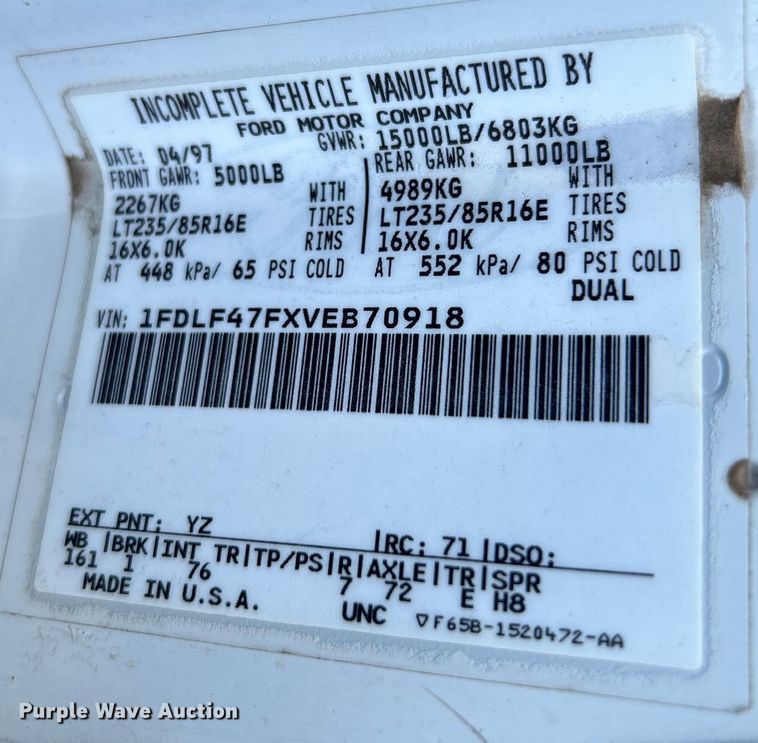 INCOMPLETE VEHICLE MANUFACTURED BY
FORD MOTOR COMPANY
DATE: 04/97 GVWR: 15000LB/6803KG
FRONT GAWR: 5000LB REAR GAWR: 11000LB
2267KG WITH 4989KG WITH
LT235/85R16E TIRES LT235/85R16E TIRES
16X6.0K RIMS 16X6.0K RIMS
AT 448 kPa/ 65 PSI COLD AT 552 kPa/ 80 PSI COLD
DUAL
VIN: 1FDLF47FXVEB70918
EXT PNT: YZ RC: 71 DSO:
WB BRK INT TR TP/PS R AXLE TR SPR
161 1 76 7 72 E H8
MADE IN U.S.A. UNC F65B-1520472-AA
Purple Wave Auction